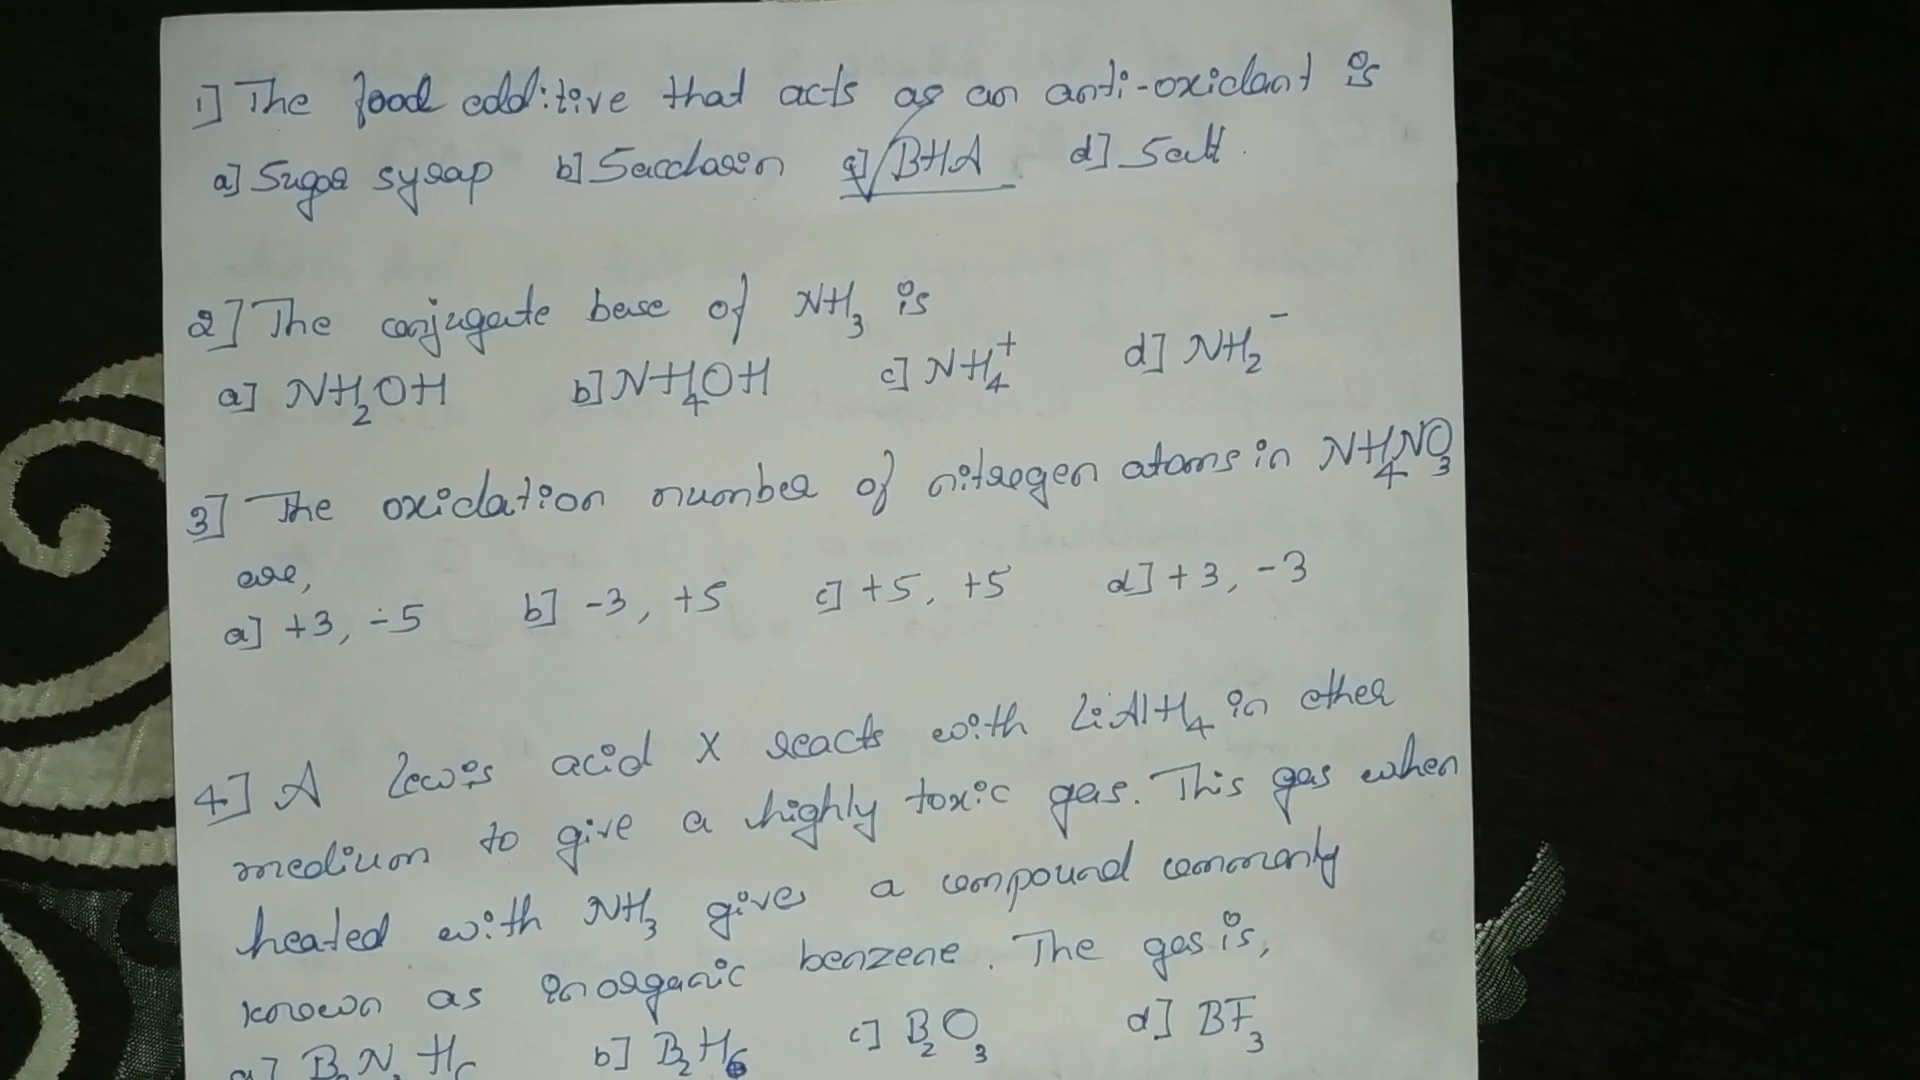 1] The food additive that acts as an anti-oxidant is
a] Sugar syrap b] Saccharin c] BHA d] Salt.
2] The conjugate base of NH₃ is
a] NH₂OH b] NH₄OH c] NH₄⁺ d] NH₂⁻
3] The oxidation number of nitrogen atoms in NH₄NO₃
are,
a] +3, -5 b] -3, +5 c] +5, +5 d] +3, -3
4] A Lewis acid X reacts with LiAlH₄ in ether
medium to give a highly toxic gas. This gas when
heated with NH₃ gives a compound commonly
known as inorganic benzene. The gas is,
a] B₃N₃H₆ b] B₂H₆ c] B₂O₃ d] BF₃